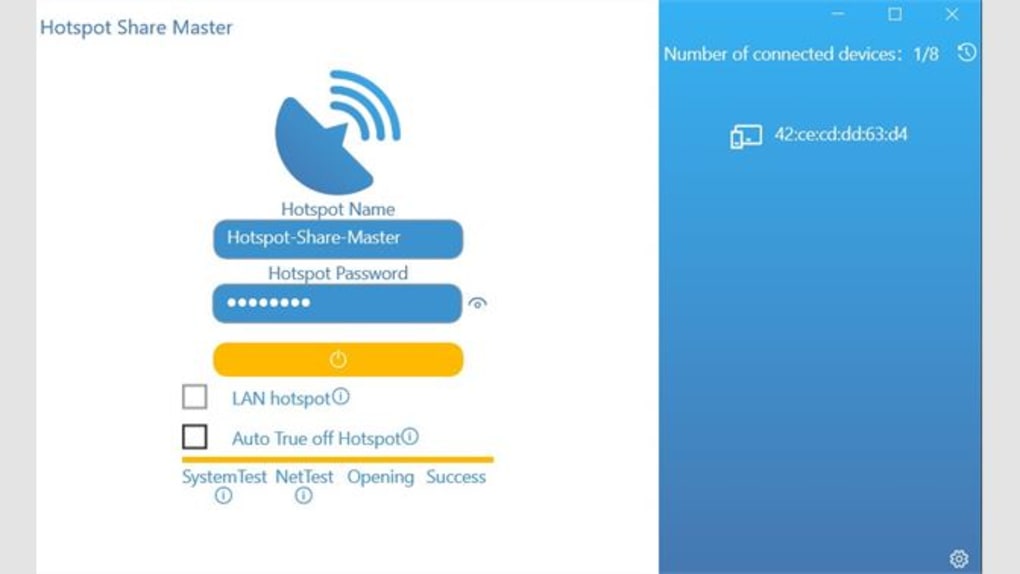 Hotspot Share Master
Hotspot Name
Hotspot-Share-Master
Hotspot Password
••••••••
LAN hotspot
Auto True off Hotspot
SystemTest NetTest Opening Success
Number of connected devices: 1/8
42:ce:cd:dd:63:d4